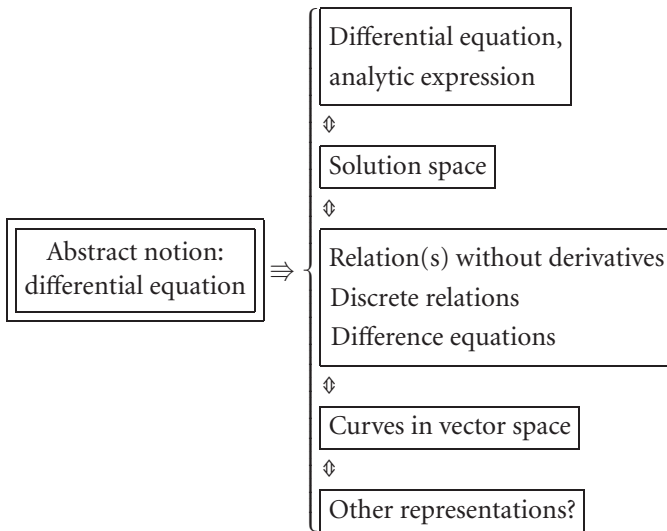 Differential equation,
analytic expression
⇕
Solution space
⇕
Abstract notion:
differential equation
⇛
Relation(s) without derivatives
Discrete relations
Difference equations
⇕
Curves in vector space
⇕
Other representations?